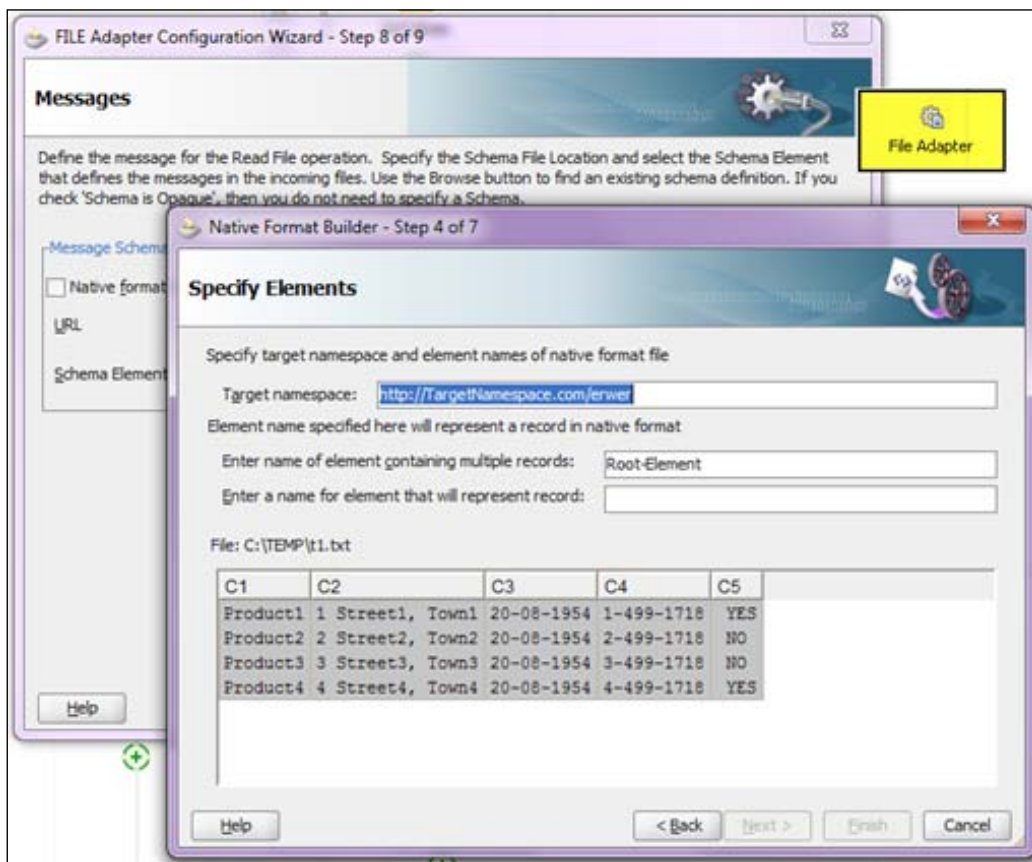 FILE Adapter Configuration Wizard - Step 8 of 9
Messages
Define the message for the Read File operation. Specify the Schema File Location and select the Schema Element
that defines the messages in the incoming files. Use the Browse button to find an existing schema definition. If you
check 'Schema is Opaque', then you do not need to specify a Schema.
File Adapter
Message Schema
Native format
URL
Schema Element
Help
Native Format Builder - Step 4 of 7
Specify Elements
Specify target namespace and element names of native format file
Target namespace: http://TargetNamespace.com/erwer
Element name specified here will represent a record in native format
Enter name of element containing multiple records: Root-Element
Enter a name for element that will represent record:
File: C:\TEMP\t1.txt
C1 C2 C3 C4 C5
Product1 1 Street1, Town1 20-08-1954 1-499-1718 YES
Product2 2 Street2, Town2 20-08-1954 2-499-1718 NO
Product3 3 Street3, Town3 20-08-1954 3-499-1718 NO
Product4 4 Street4, Town4 20-08-1954 4-499-1718 YES
Help < Back Next > Finish Cancel